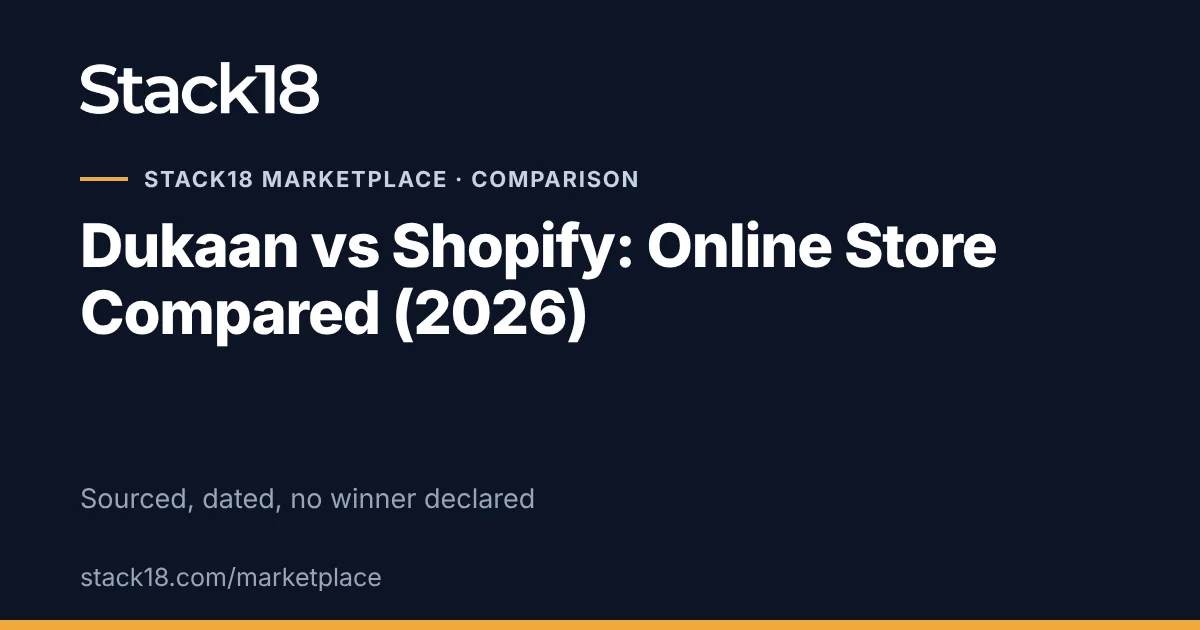 Stack18
STACK18 MARKETPLACE · COMPARISON
Dukaan vs Shopify: Online Store
Compared (2026)
Sourced, dated, no winner declared
stack18.com/marketplace